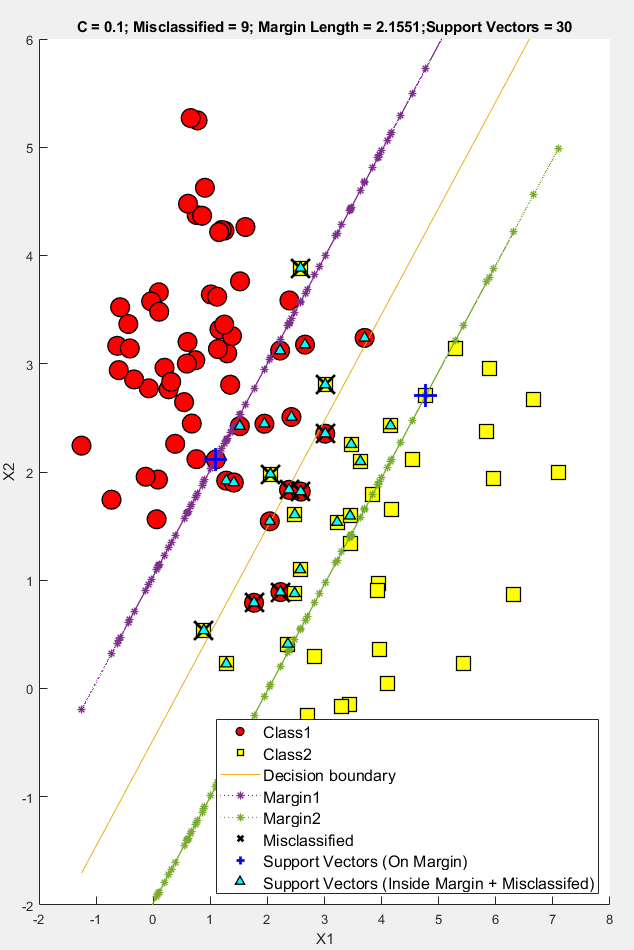 C = 0.1; Misclassified = 9; Margin Length = 2.1551;Support Vectors = 30
6
5
4
3
2
1
0
-1
-2
X2
-2 -1 0 1 2 3 4 5 6 7 8
X1
Class1
Class2
Decision boundary
Margin1
Margin2
Misclassified
Support Vectors (On Margin)
Support Vectors (Inside Margin + Misclassifed)